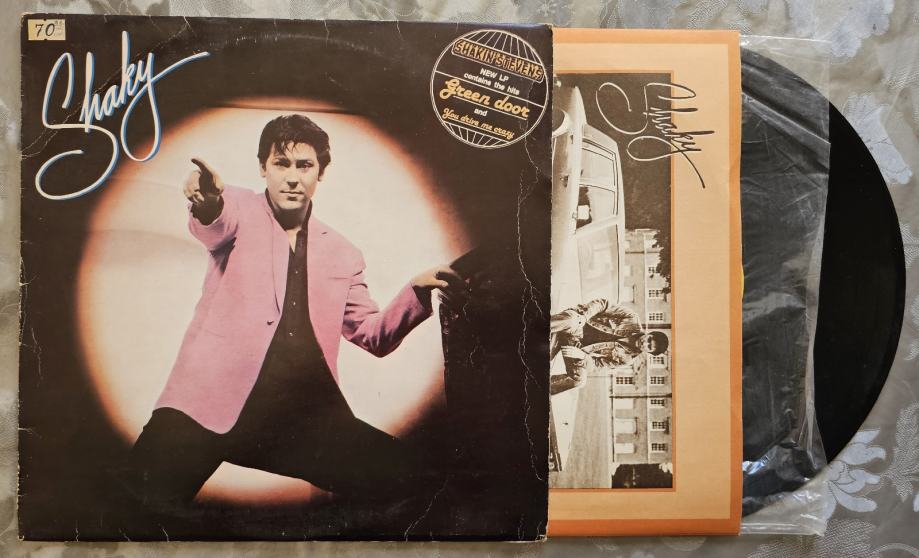 70
Shaky
SHAKIN' STEVENS
NEW LP
contains the hits
Green door
and
You drive me crazy
Shaky